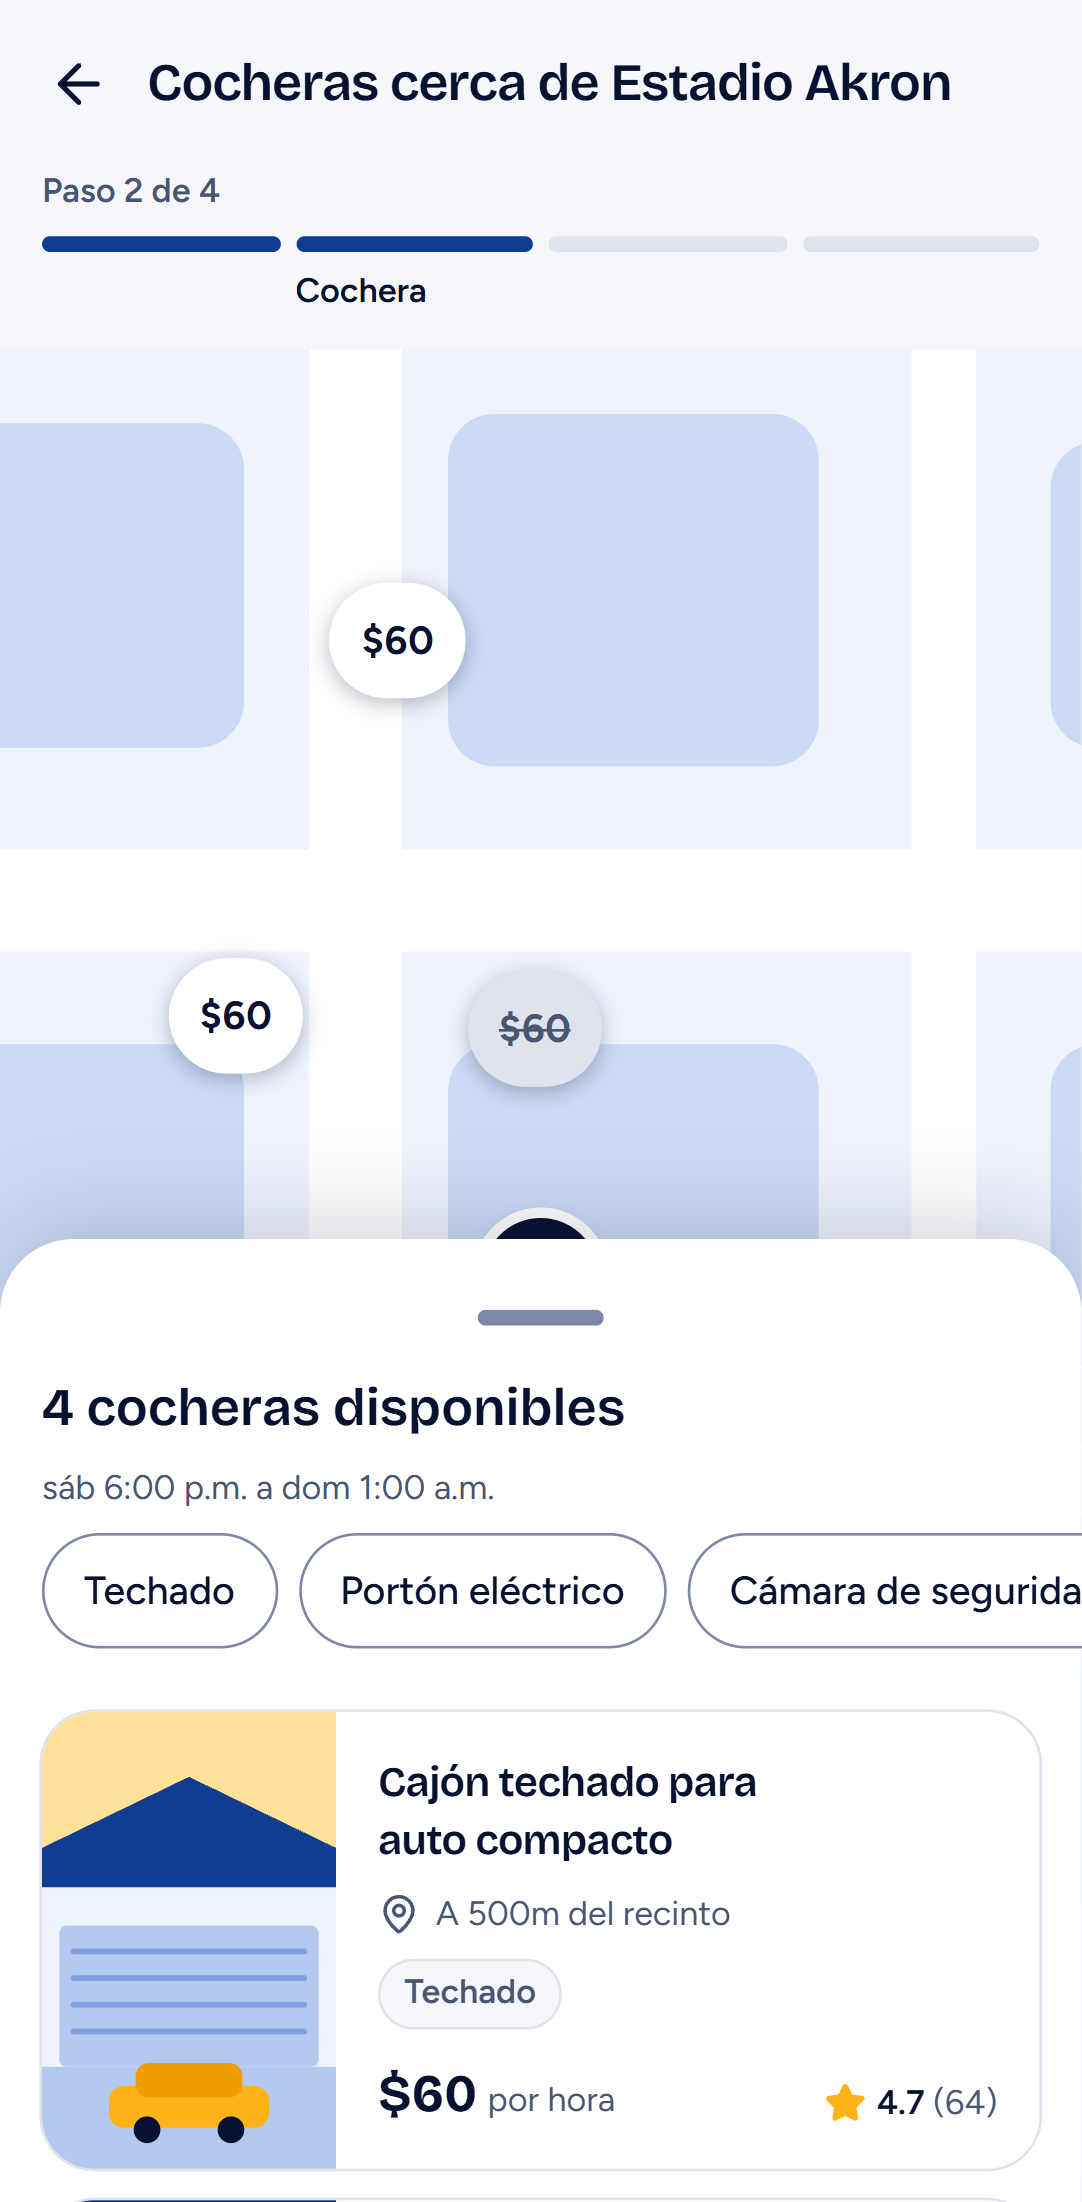 Cocheras cerca de Estadio Akron
Paso 2 de 4
Cochera
$60
$60
$60
4 cocheras disponibles
sáb 6:00 p.m. a dom 1:00 a.m.
Techado
Portón eléctrico
Cámara de segurida
Cajón techado para
auto compacto
A 500m del recinto
Techado
$60 por hora
4.7 (64)